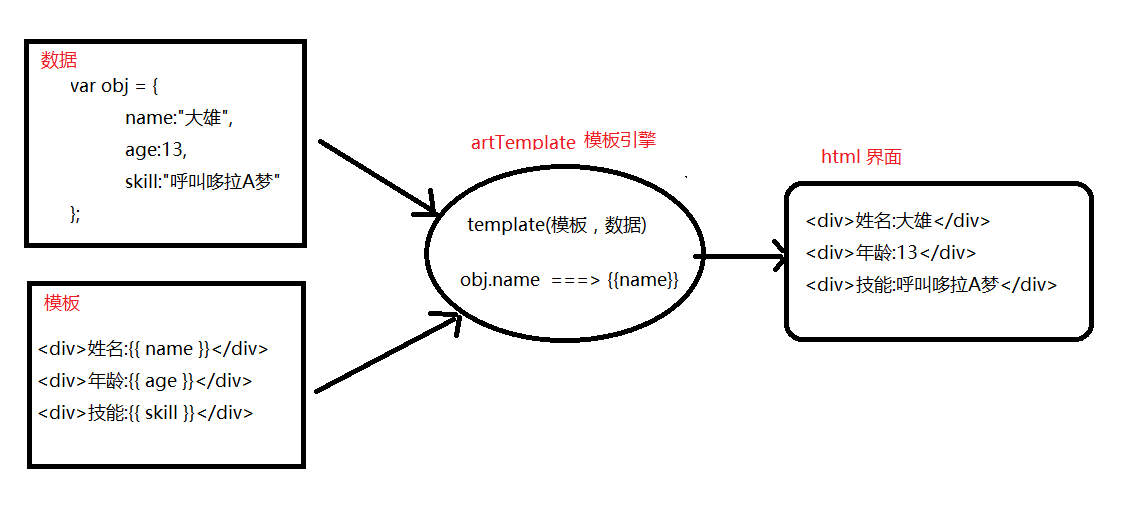 数据
var obj = {
name:"大雄",
age:13,
skill:"呼叫哆拉A梦"
};
模板
<div>姓名:{{ name }}</div>
<div>年龄:{{ age }}</div>
<div>技能:{{ skill }}</div>
artTemplate 模板引擎
template(模板，数据)
obj.name ===> {{name}}
html 界面
<div>姓名:大雄</div>
<div>年龄:13</div>
<div>技能:呼叫哆拉A梦</div>